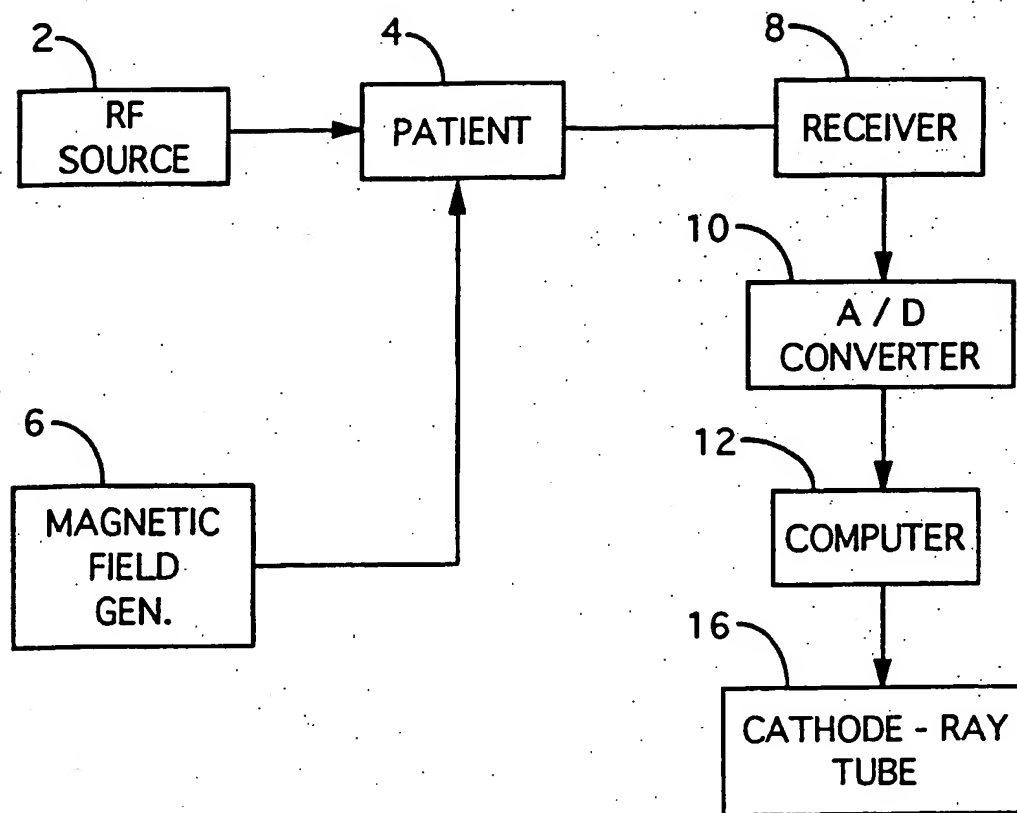 2
RF
SOURCE
4
PATIENT
8
RECEIVER
10
A / D
CONVERTER
6
MAGNETIC
FIELD
GEN.
12
COMPUTER
16
CATHODE - RAY
TUBE